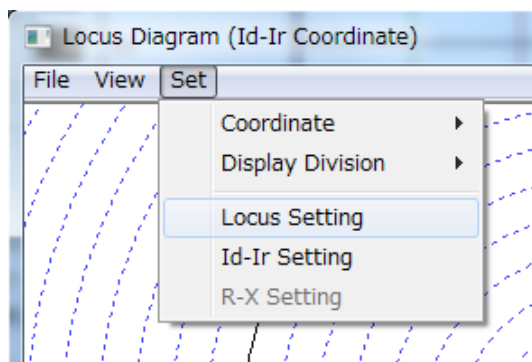 Locus Diagram (Id-Ir Coordinate)
File View Set
Coordinate
Display Division
Locus Setting
Id-Ir Setting
R-X Setting